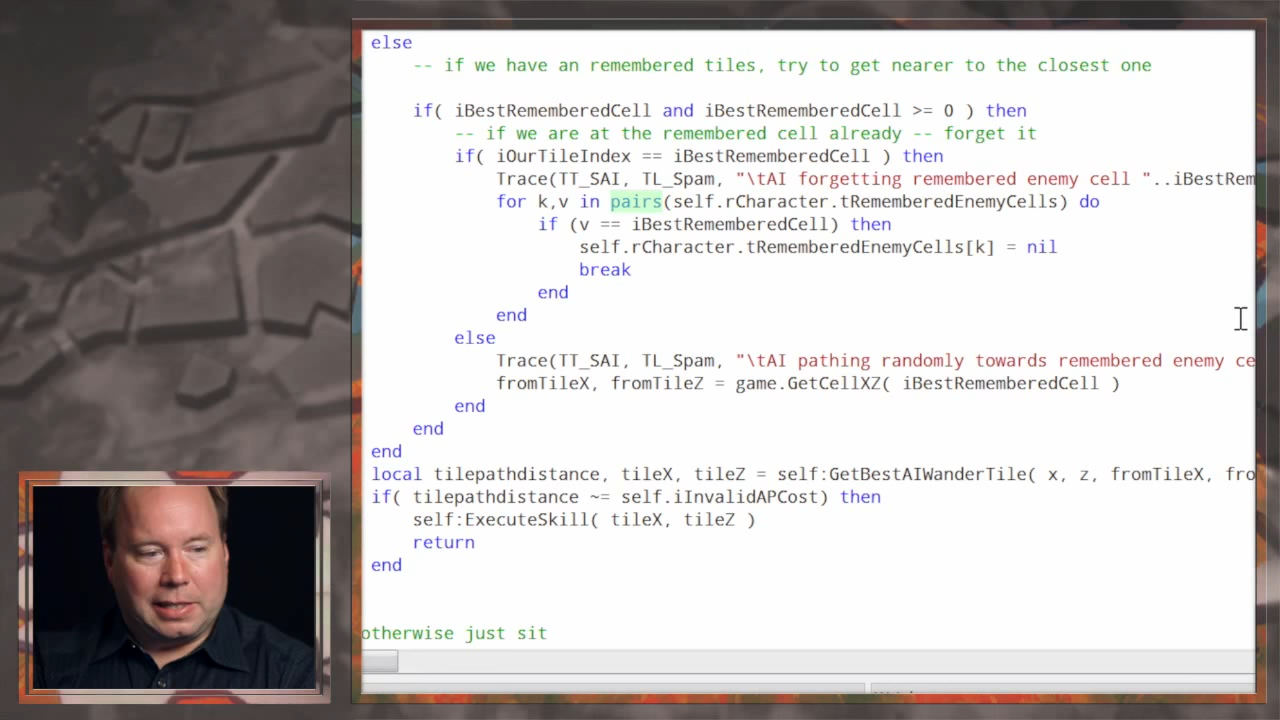 else
-- if we have an remembered tiles, try to get nearer to the closest one
if( iBestRememberedCell and iBestRememberedCell >= 0 ) then
-- if we are at the remembered cell already -- forget it
if( iOurTileIndex == iBestRememberedCell ) then
Trace(TT_SAI, TL_Spam, "\tAI forgetting remembered enemy cell "..iBestRem
for k,v in pairs(self.rCharacter.tRememberedEnemyCells) do
if (v == iBestRememberedCell) then
self.rCharacter.tRememberedEnemyCells[k] = nil
break
end
end
else
Trace(TT_SAI, TL_Spam, "\tAI pathing randomly towards remembered enemy ce
fromTileX, fromTileZ = game.GetCellXZ( iBestRememberedCell )
end
end
end
local tilepathdistance, tileX, tileZ = self:GetBestAIWanderTile( x, z, fromTileX, fro
if( tilepathdistance ~= self.iInvalidAPCost) then
self:ExecuteSkill( tileX, tileZ )
return
end
otherwise just sit